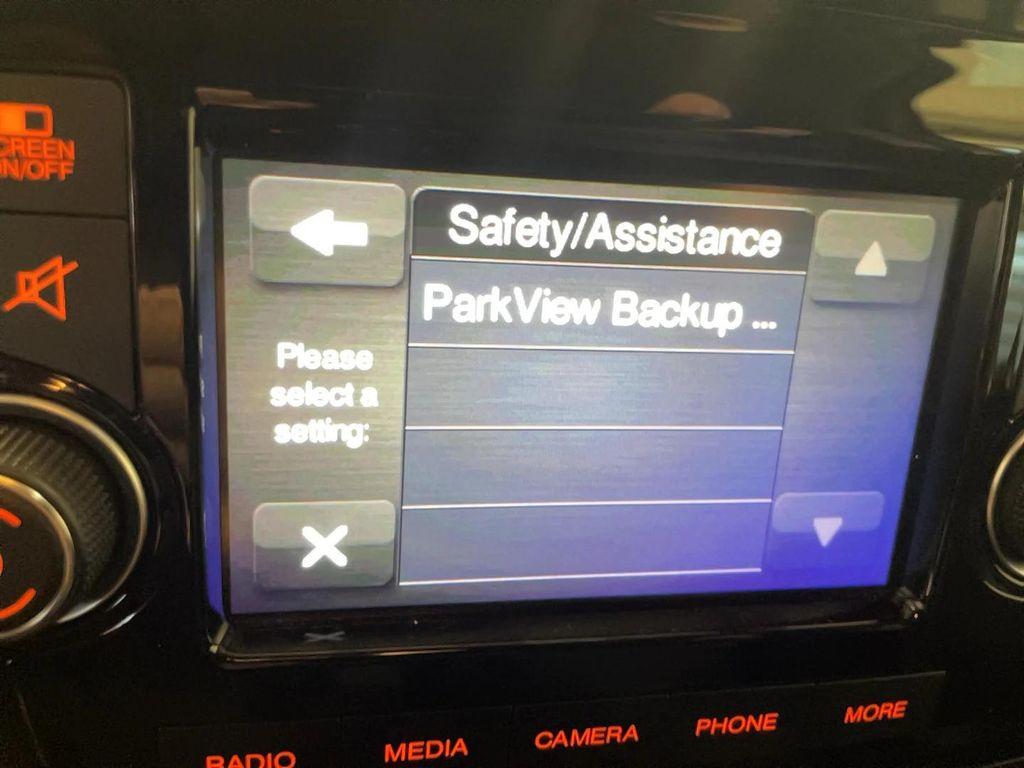 SCREEN
ON/OFF
Safety/Assistance
ParkView Backup ...
Please
select a
setting:
RADIO
MEDIA
CAMERA
PHONE
MORE